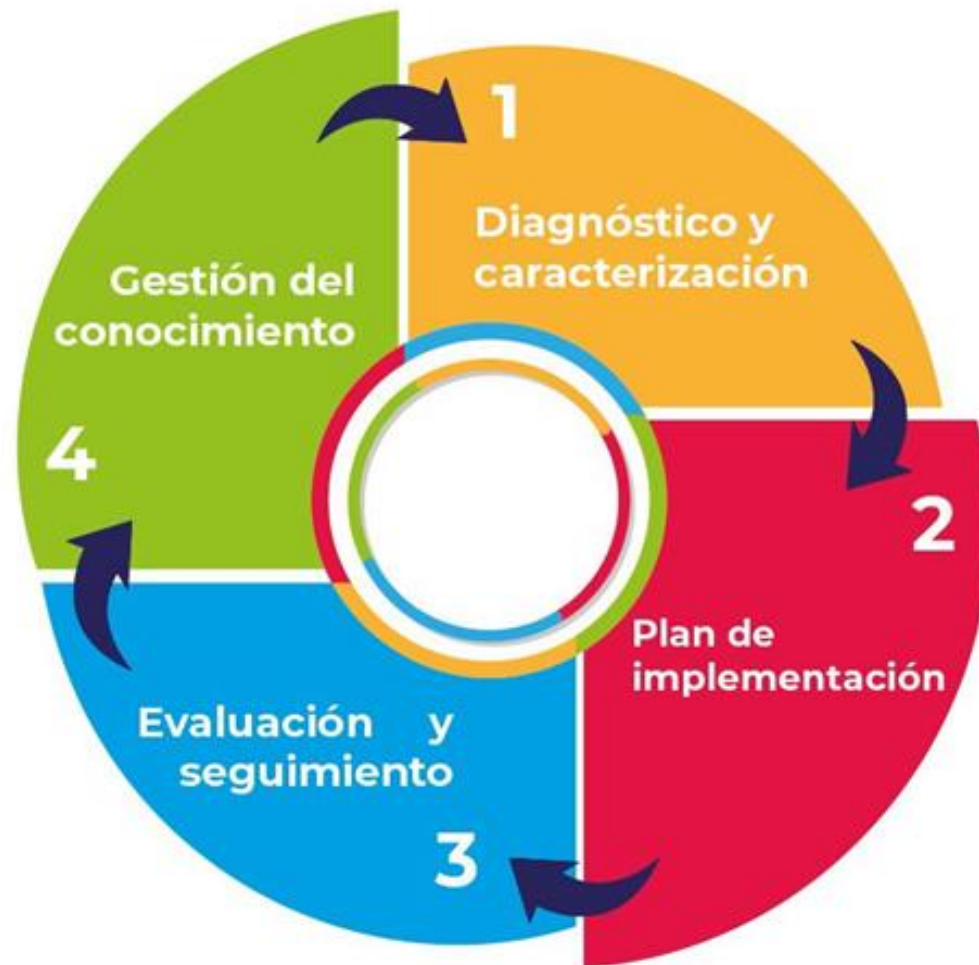 1
Diagnóstico y
caracterización
2
Plan de
implementación
Evaluación y
seguimiento
3
Gestión del
conocimiento
4